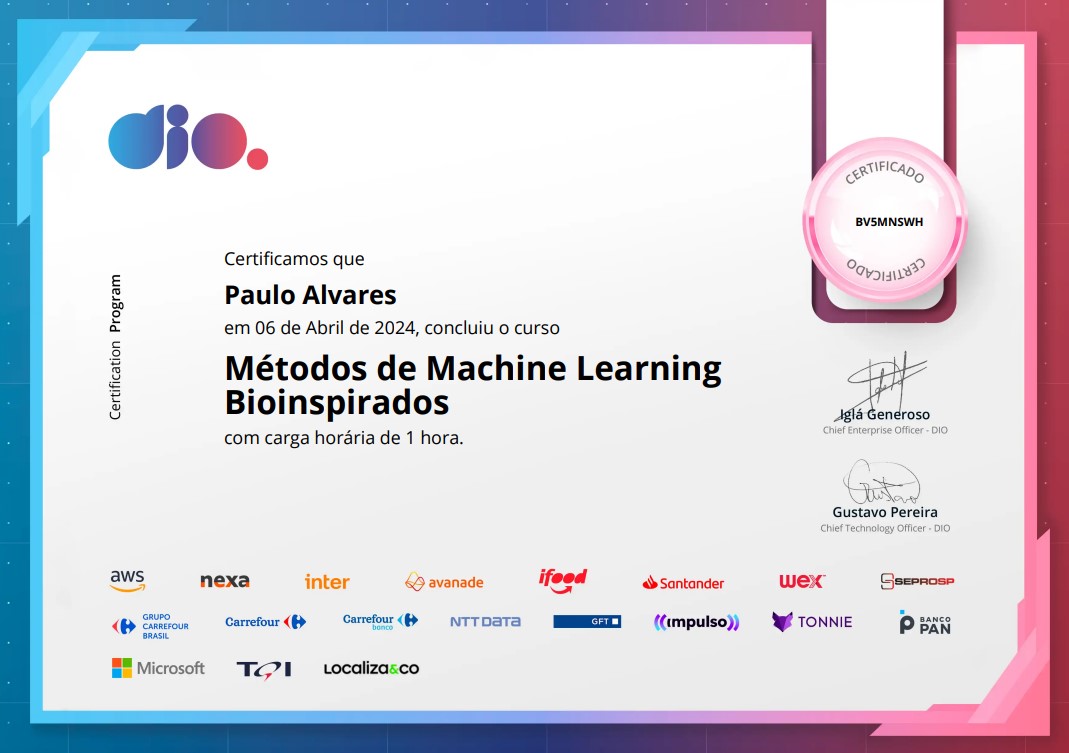 dio.
CERTIFICADO
BV5MNSWH
CERTIFICADO
Certification Program
Certificamos que
Paulo Alvares
em 06 de Abril de 2024, concluiu o curso
Métodos de Machine Learning
Bioinspirados
com carga horária de 1 hora.
Iglá Generoso
Chief Enterprise Officer - DIO
Gustavo Pereira
Chief Technology Officer - DIO
aws nexa inter avanade ifood Santander wex SEPROSP
GRUPO
CARREFOUR
BRASIL
Carrefour Carrefour banco NTT DATA GFT ((impulso)) TONNIE BANCO
PAN
Microsoft TQI Localiza&co